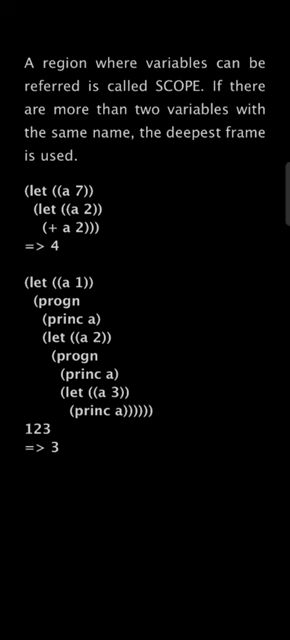 A region where variables can be
referred is called SCOPE. If there
are more than two variables with
the same name, the deepest frame
is used.
(let ((a 7))
  (let ((a 2))
    (+ a 2)))
=> 4
(let ((a 1))
  (progn
    (princ a)
    (let ((a 2))
      (progn
        (princ a)
        (let ((a 3))
          (princ a))))))
123
=> 3